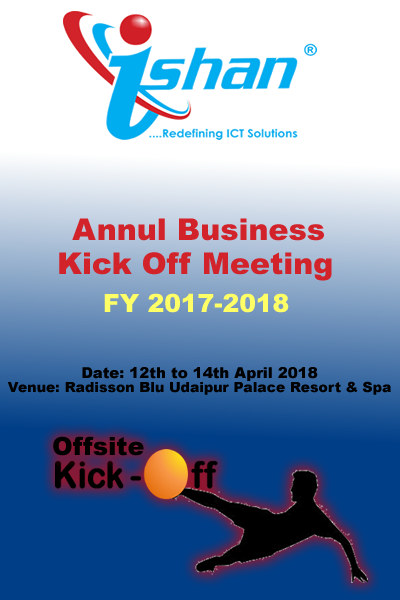 ishan®
....Redefining ICT Solutions
Annul Business
Kick Off Meeting
FY 2017-2018
Date: 12th to 14th April 2018
Venue: Radisson Blu Udaipur Palace Resort & Spa
Offsite
Kick-Off